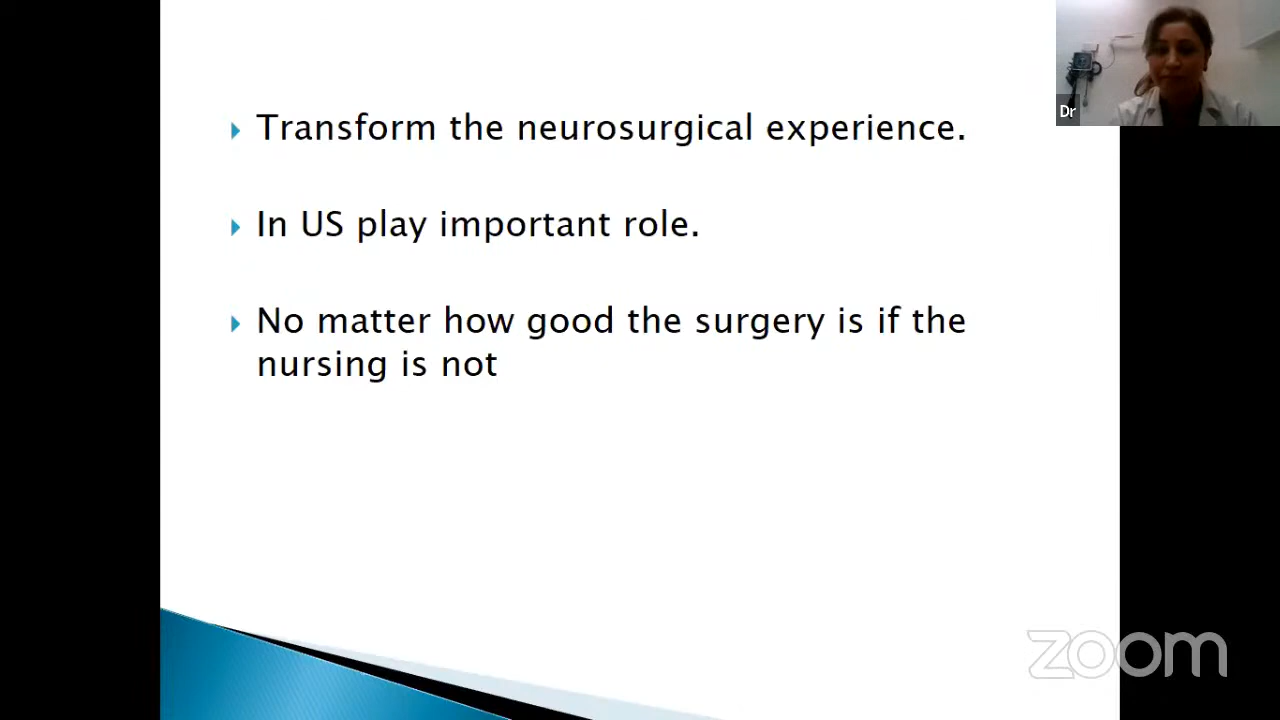 Dr
Transform the neurosurgical experience.
In US play important role.
No matter how good the surgery is if the
nursing is not
zoom